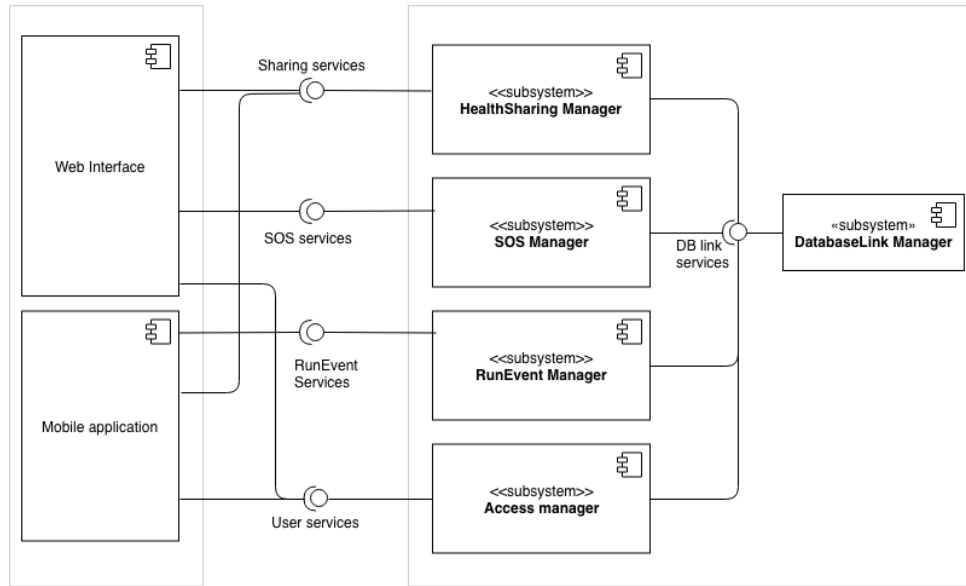 Web Interface
Mobile application
Sharing services
SOS services
RunEvent
Services
User services
<<subsystem>>
HealthSharing Manager
<<subsystem>>
SOS Manager
<<subsystem>>
RunEvent Manager
<<subsystem>>
Access manager
DB link
services
«subsystem»
DatabaseLink Manager